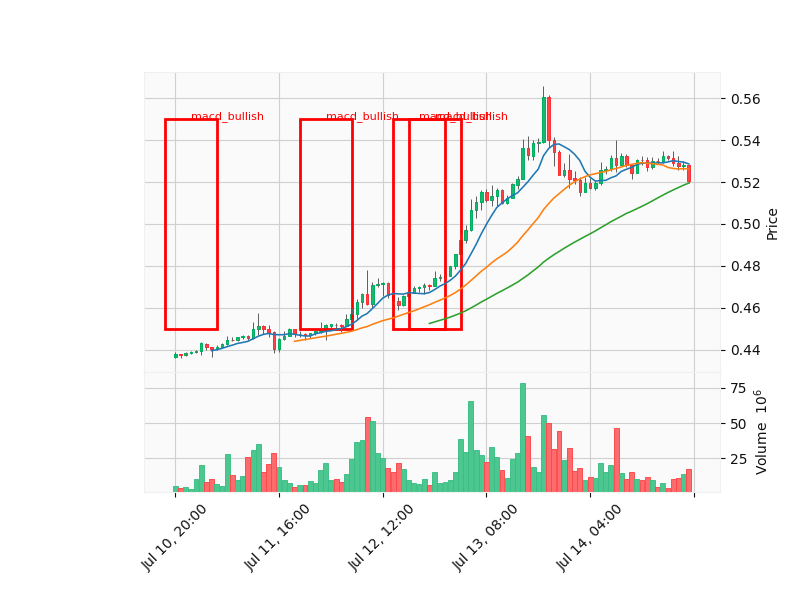 0.56
macd_bullish
macd_bullish
macd_bullish
macd_bullish
0.54
0.52
0.50
0.48
0.46
0.44
Price
75
50
25
Volume 10⁶
Jul 10, 20:00
Jul 11, 16:00
Jul 12, 12:00
Jul 13, 08:00
Jul 14, 04:00